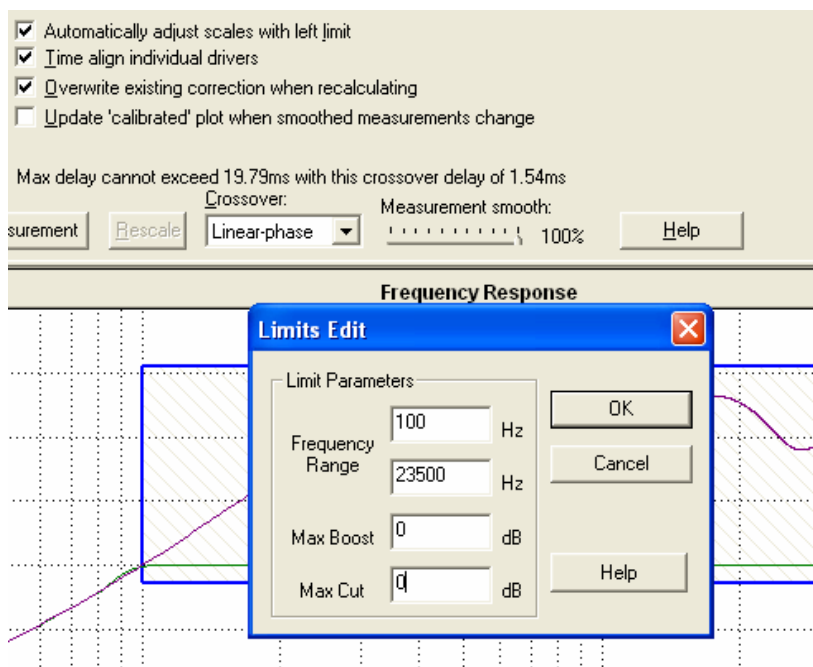 Automatically adjust scales with left limit
Time align individual drivers
Overwrite existing correction when recalculating
Update 'calibrated' plot when smoothed measurements change
Max delay cannot exceed 19.79ms with this crossover delay of 1.54ms
Crossover:
Measurement smooth:
surement Rescale Linear-phase 100% Help
Frequency Response
Limits Edit
Limit Parameters
Frequency Range
100 Hz
23500 Hz
Max Boost 0 dB
Max Cut 0 dB
OK
Cancel
Help